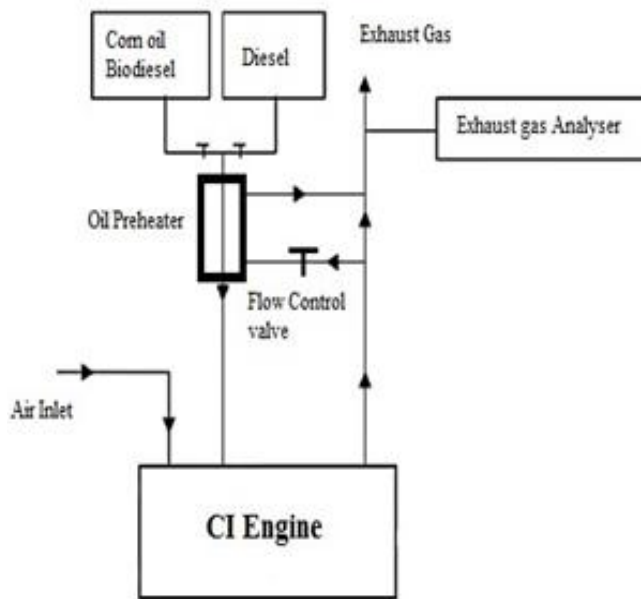 Corn oil
Biodiesel
Diesel
Exhaust Gas
Exhaust gas Analyser
Oil Preheater
Flow Control
valve
Air Inlet
CI Engine